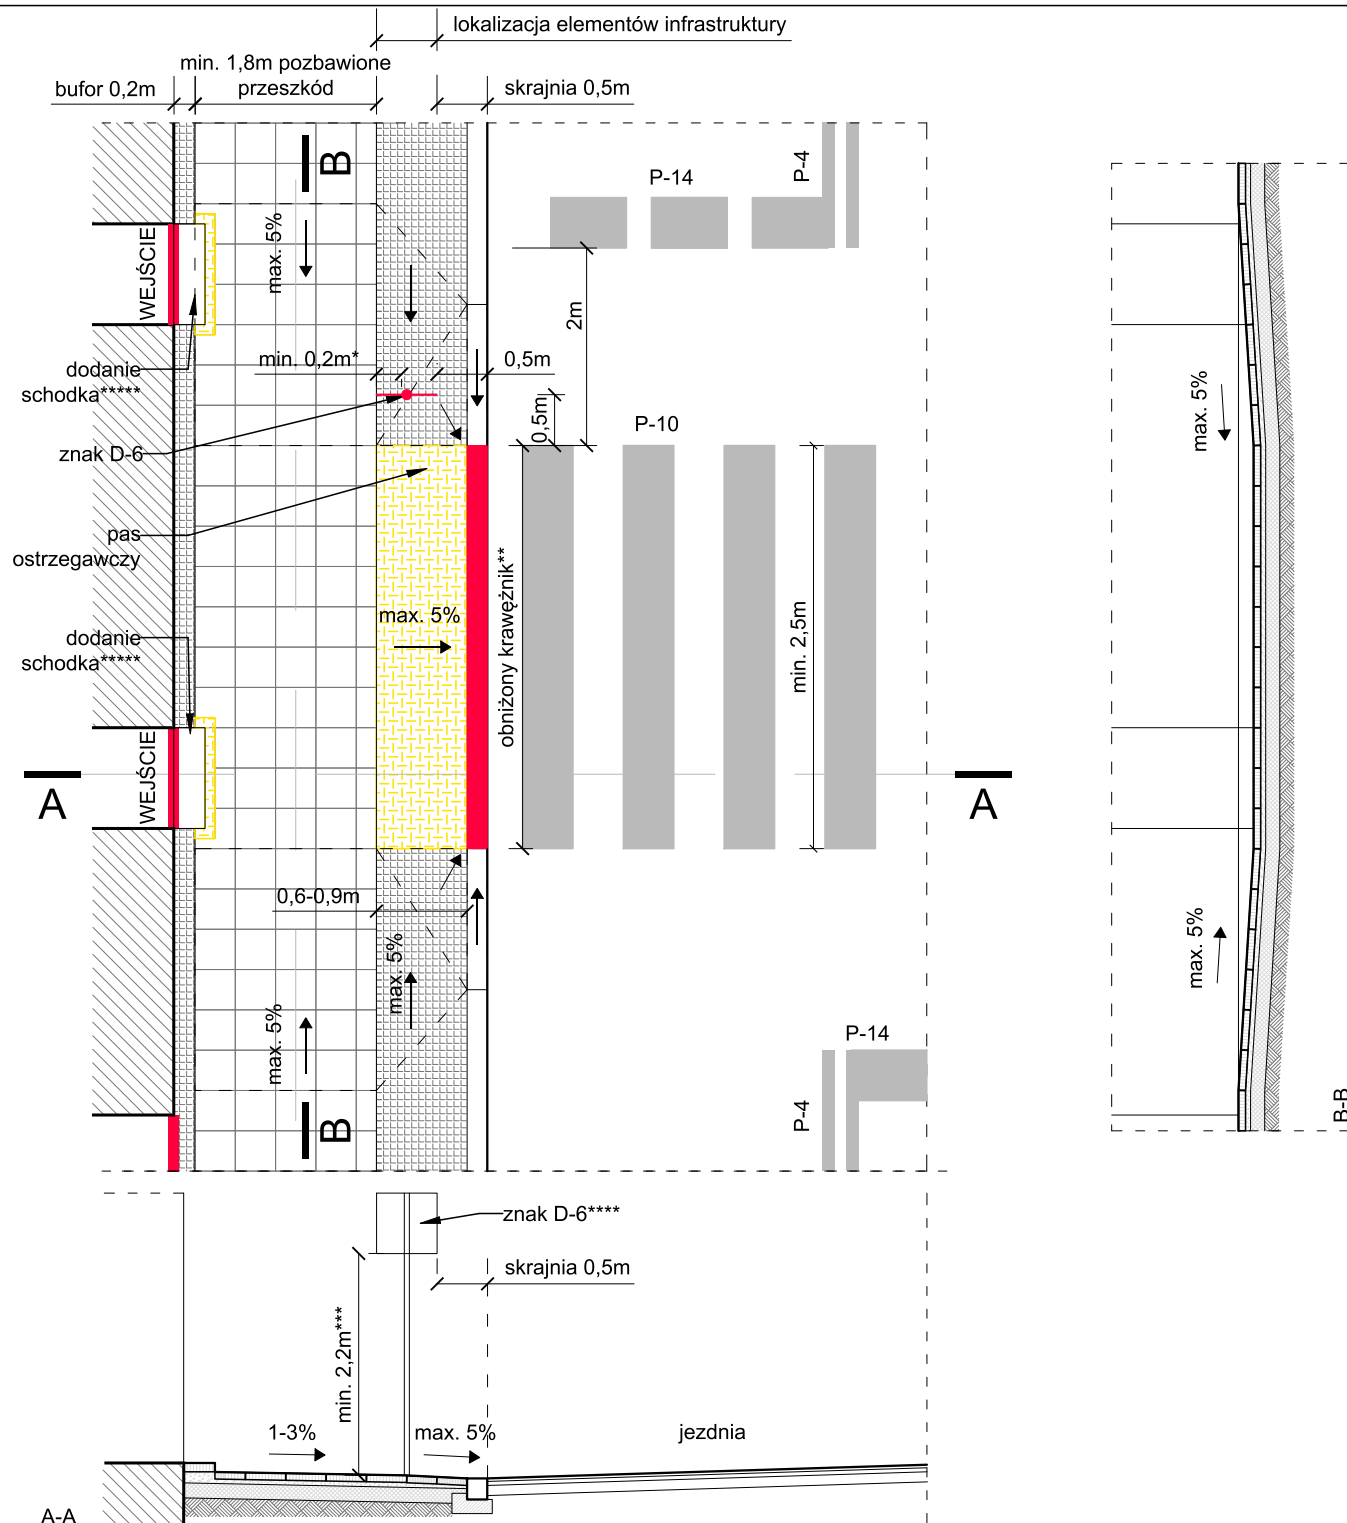 lokalizacja elementów infrastruktury
min. 1,8m pozbawione
przeszkód
bufor 0,2m
skrajnia 0,5m
B
P-14
P-4
max. 5%
WEJŚCIE
2m
min. 0,2m*
0,5m
dodanie
schodka*****
max. 5%
0,5m
P-10
znak D-6
pas
ostrzegawczy
obniżony krawężnik**
max. 5%
min. 2,5m
dodanie
schodka*****
WEJŚCIE
A
A
0,6-0,9m
max. 5%
max. 5%
max. 5%
P-14
P-4
B
B-B
znak D-6****
skrajnia 0,5m
min. 2,2m***
1-3%
max. 5%
jezdnia
A-A